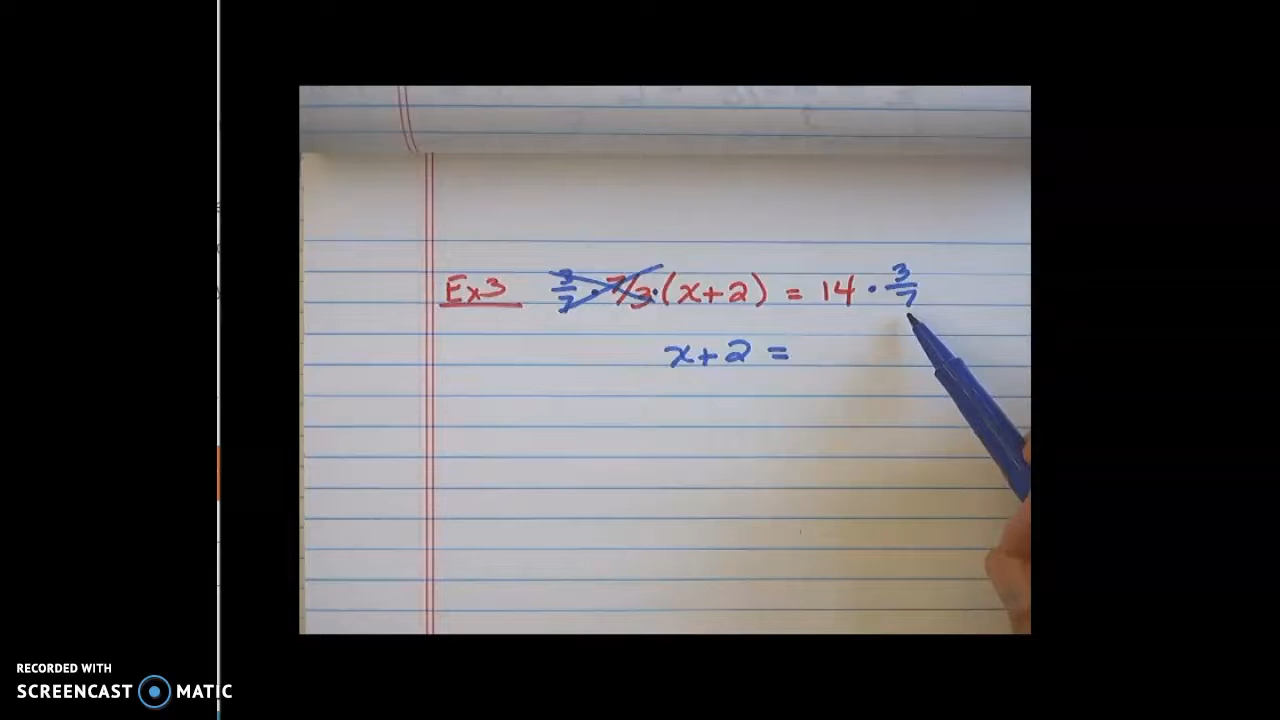 Ex3 3/7 · 7/3 · (x+2) = 14 · 3/7
x+2 =
RECORDED WITH
SCREENCAST MATIC